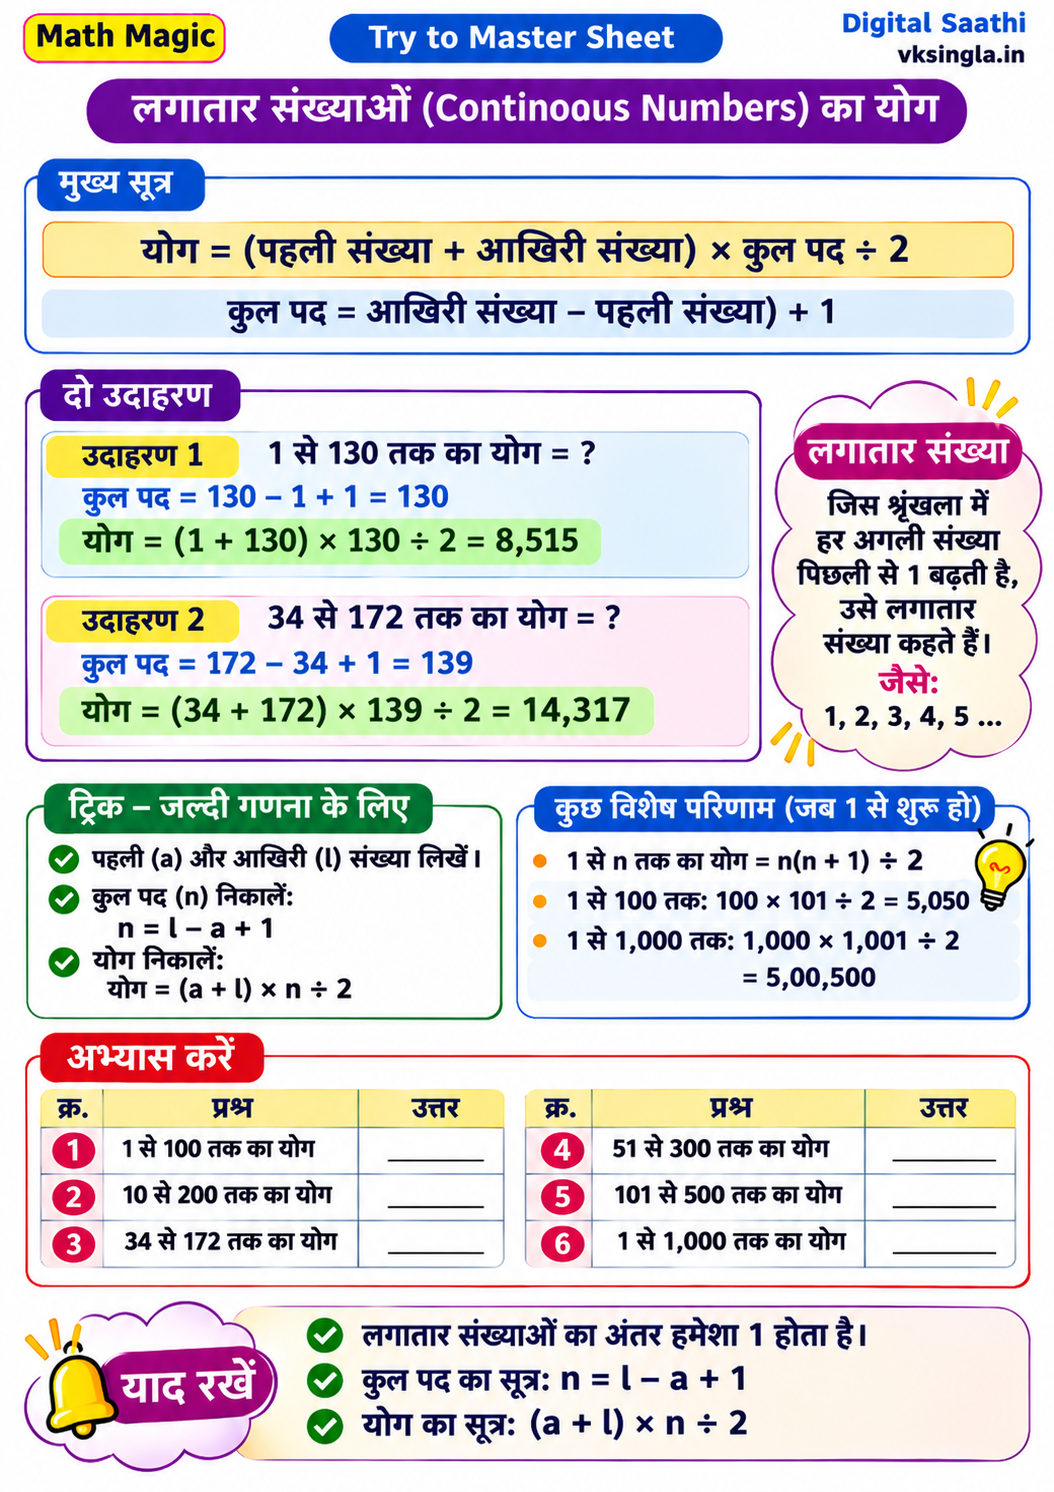 Math Magic
Try to Master Sheet
Digital Saathi
vksingla.in
लगातार संख्याओं (Continoous Numbers) का योग
मुख्य सूत्र
योग = (पहली संख्या + आखिरी संख्या) × कुल पद ÷ 2
कुल पद = आखिरी संख्या – पहली संख्या) + 1
दो उदाहरण
उदाहरण 1 1 से 130 तक का योग = ?
कुल पद = 130 – 1 + 1 = 130
योग = (1 + 130) × 130 ÷ 2 = 8,515
उदाहरण 2 34 से 172 तक का योग = ?
कुल पद = 172 – 34 + 1 = 139
योग = (34 + 172) × 139 ÷ 2 = 14,317
लगातार संख्या
जिस श्रृंखला में
हर अगली संख्या
पिछली से 1 बढ़ती है,
उसे लगातार
संख्या कहते हैं।
जैसे:
1, 2, 3, 4, 5 ...
ट्रिक – जल्दी गणना के लिए
पहली (a) और आखिरी (l) संख्या लिखें।
कुल पद (n) निकालें:
n = l – a + 1
योग निकालें:
योग = (a + l) × n ÷ 2
कुछ विशेष परिणाम (जब 1 से शुरू हो)
1 से n तक का योग = n(n + 1) ÷ 2
1 से 100 तक: 100 × 101 ÷ 2 = 5,050
1 से 1,000 तक: 1,000 × 1,001 ÷ 2
= 5,00,500
अभ्यास करें
क्र. प्रश्न उत्तर
1 1 से 100 तक का योग
2 10 से 200 तक का योग
3 34 से 172 तक का योग
क्र. प्रश्न उत्तर
4 51 से 300 तक का योग
5 101 से 500 तक का योग
6 1 से 1,000 तक का योग
याद रखें
लगातार संख्याओं का अंतर हमेशा 1 होता है।
कुल पद का सूत्र: n = l – a + 1
योग का सूत्र: (a + l) × n ÷ 2